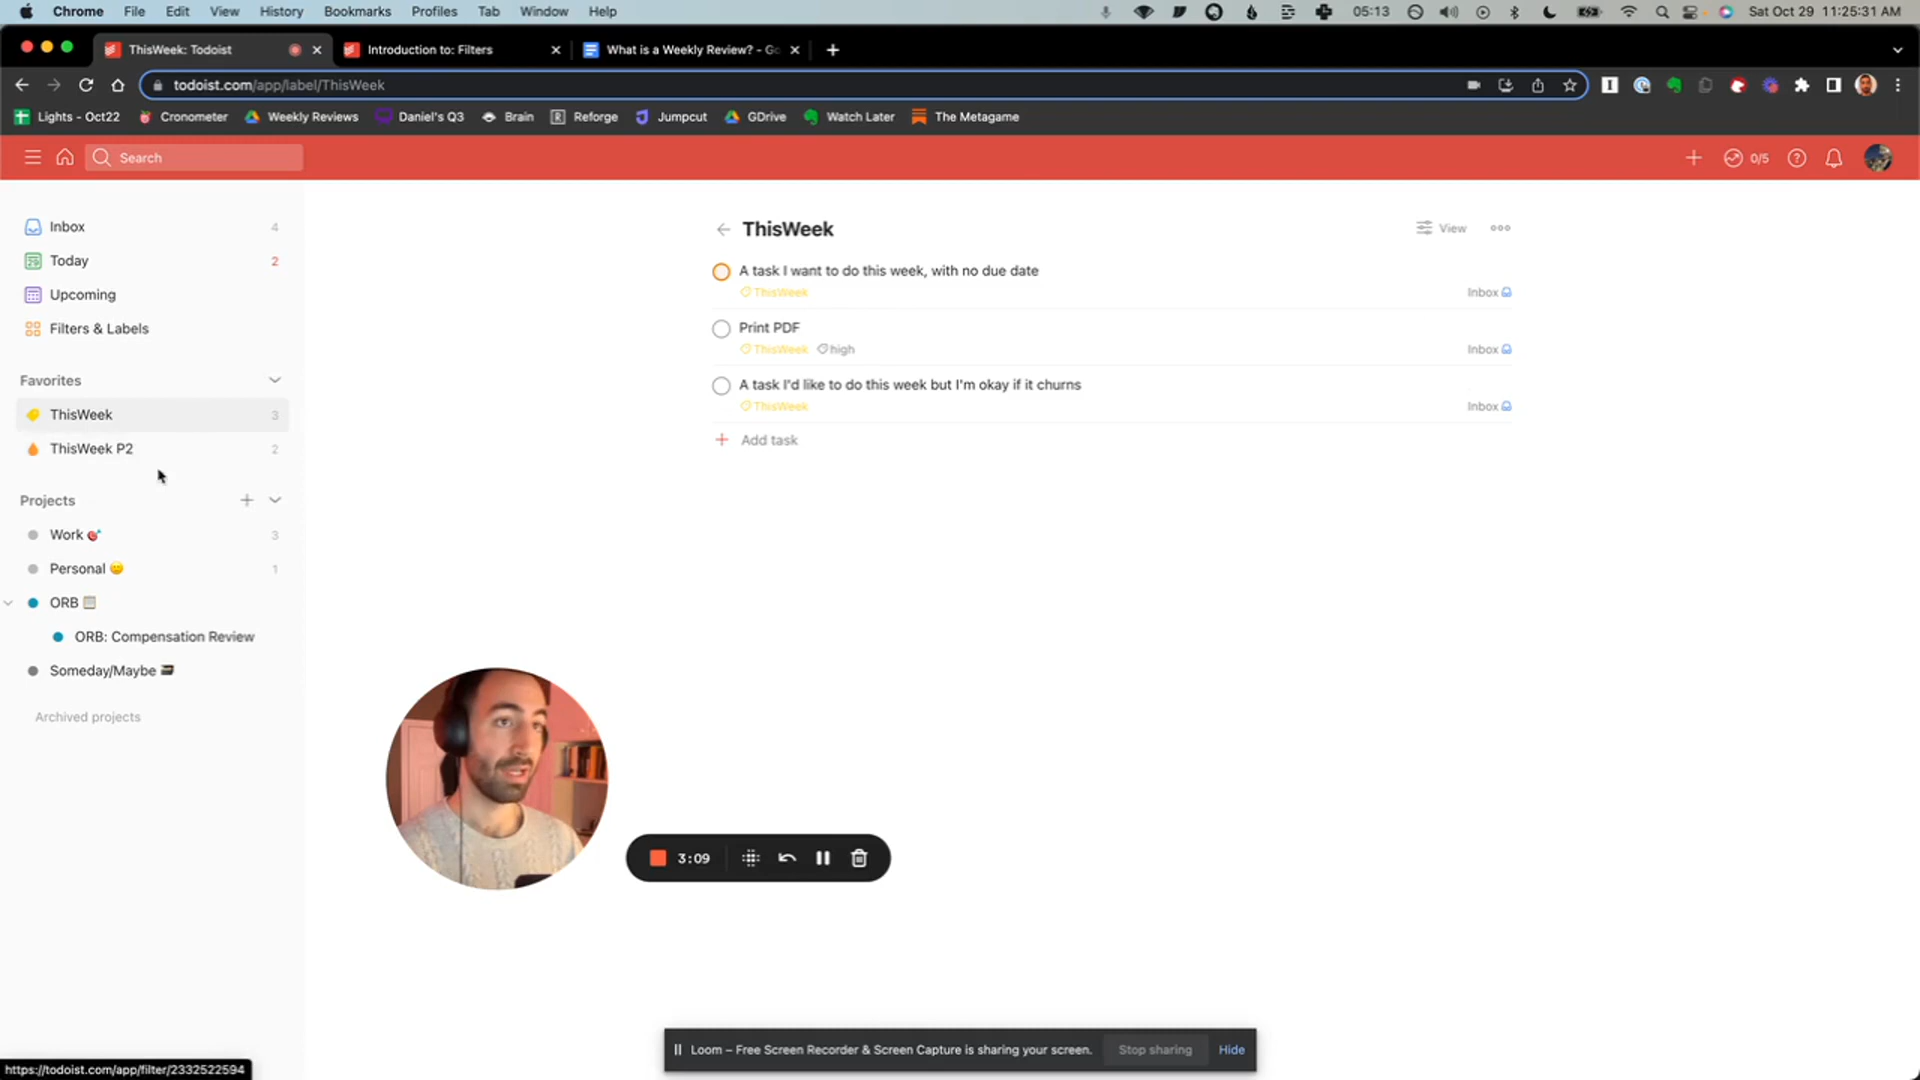 Chrome File Edit View History Bookmarks Profiles Tab Window Help 05:13 Sat Oct 29 11:25:31 AM
ThisWeek: Todoist Introduction to: Filters What is a Weekly Review? - Go
todoist.com/app/label/ThisWeek
Lights - Oct22 Cronometer Weekly Reviews Daniel's Q3 Brain Reforge Jumpcut GDrive Watch Later The Metagame
Search 0/5
Inbox 4
Today 2
Upcoming
Filters & Labels
Favorites
ThisWeek 3
ThisWeek P2 2
Projects
Work 3
Personal 1
ORB
ORB: Compensation Review
Someday/Maybe
Archived projects
ThisWeek View
A task I want to do this week, with no due date
ThisWeek Inbox
Print PDF
ThisWeek high Inbox
A task I'd like to do this week but I'm okay if it churns
ThisWeek Inbox
Add task
3:09
Loom – Free Screen Recorder & Screen Capture is sharing your screen. Stop sharing Hide
https://todoist.com/app/filter/2332522594